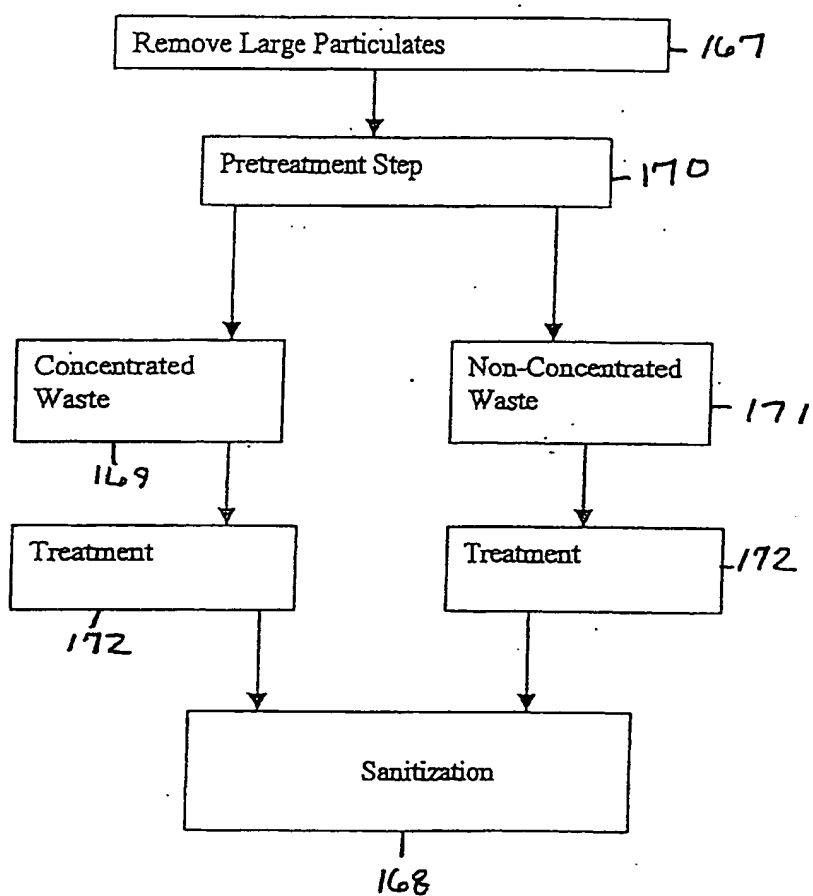 Remove Large Particulates
167
Pretreatment Step
170
Concentrated
Waste
169
Non-Concentrated
Waste
171
Treatment
172
Treatment
172
Sanitization
168